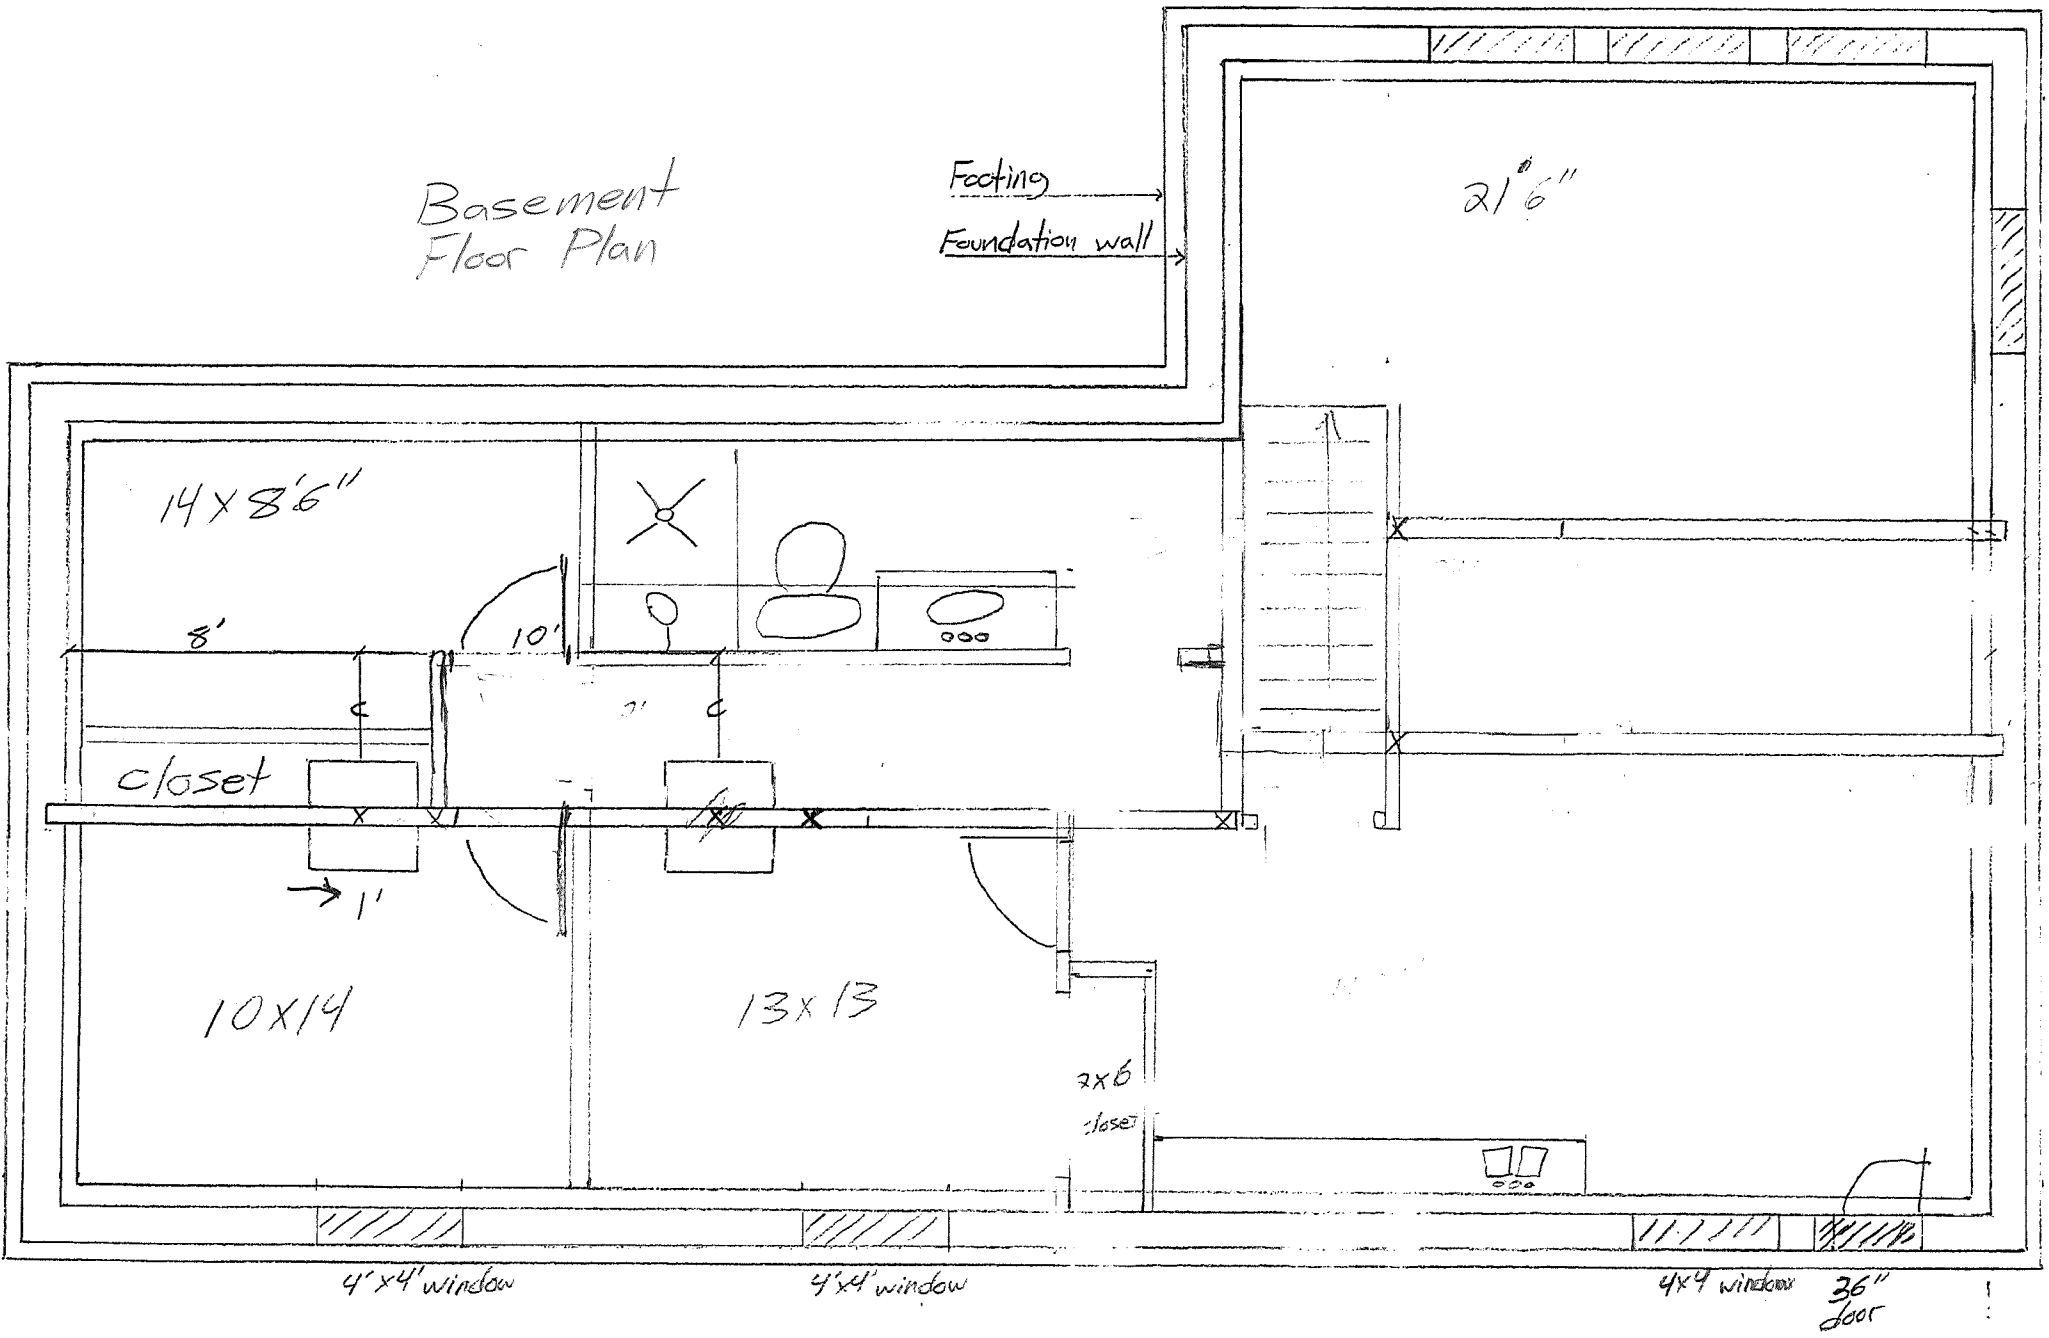 Basement
Floor Plan
Footing
Foundation wall
21'6"
14 x 8'6"
8'
10'
c
c
closet
1'
10 x 14
13 x 13
2x6
closet
4'x4' window
4'x4' window
4x4 window
36"
door